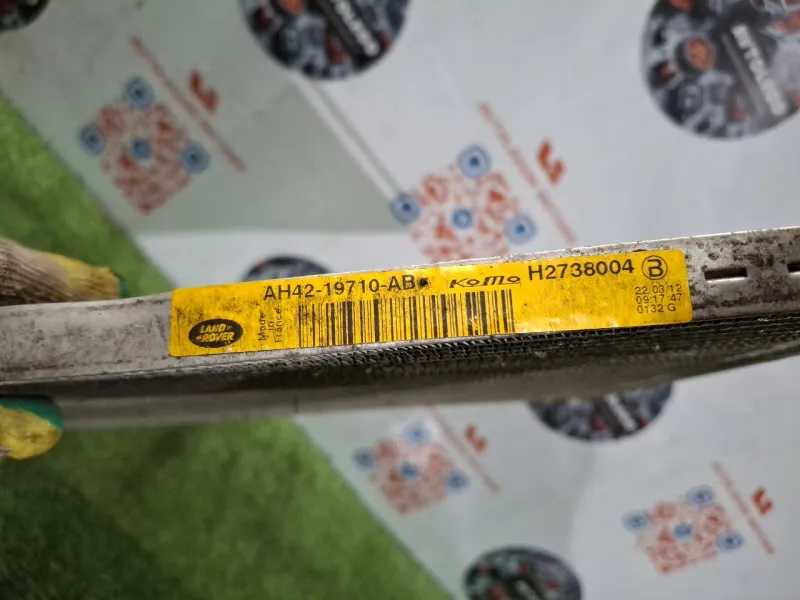 AH42-19710-AB
KOMO
H2738004
B
LAND
ROVER
Made
in
France
22.03.12
09:17:47
0132 G